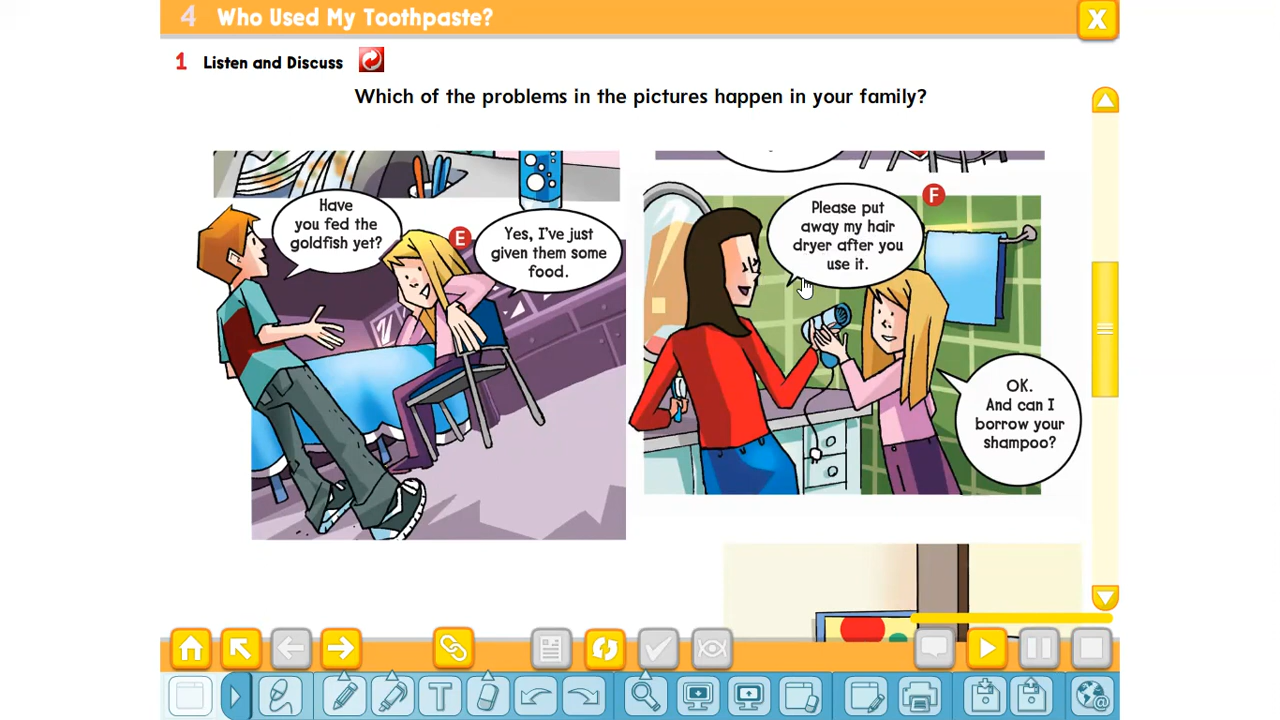 4 Who Used My Toothpaste?
X
1 Listen and Discuss
Which of the problems in the pictures happen in your family?
Have
you fed the
goldfish yet?
E
Yes, I've just
given them some
food.
F
Please put
away my hair
dryer after you
use it.
OK.
And can I
borrow your
shampoo?
T